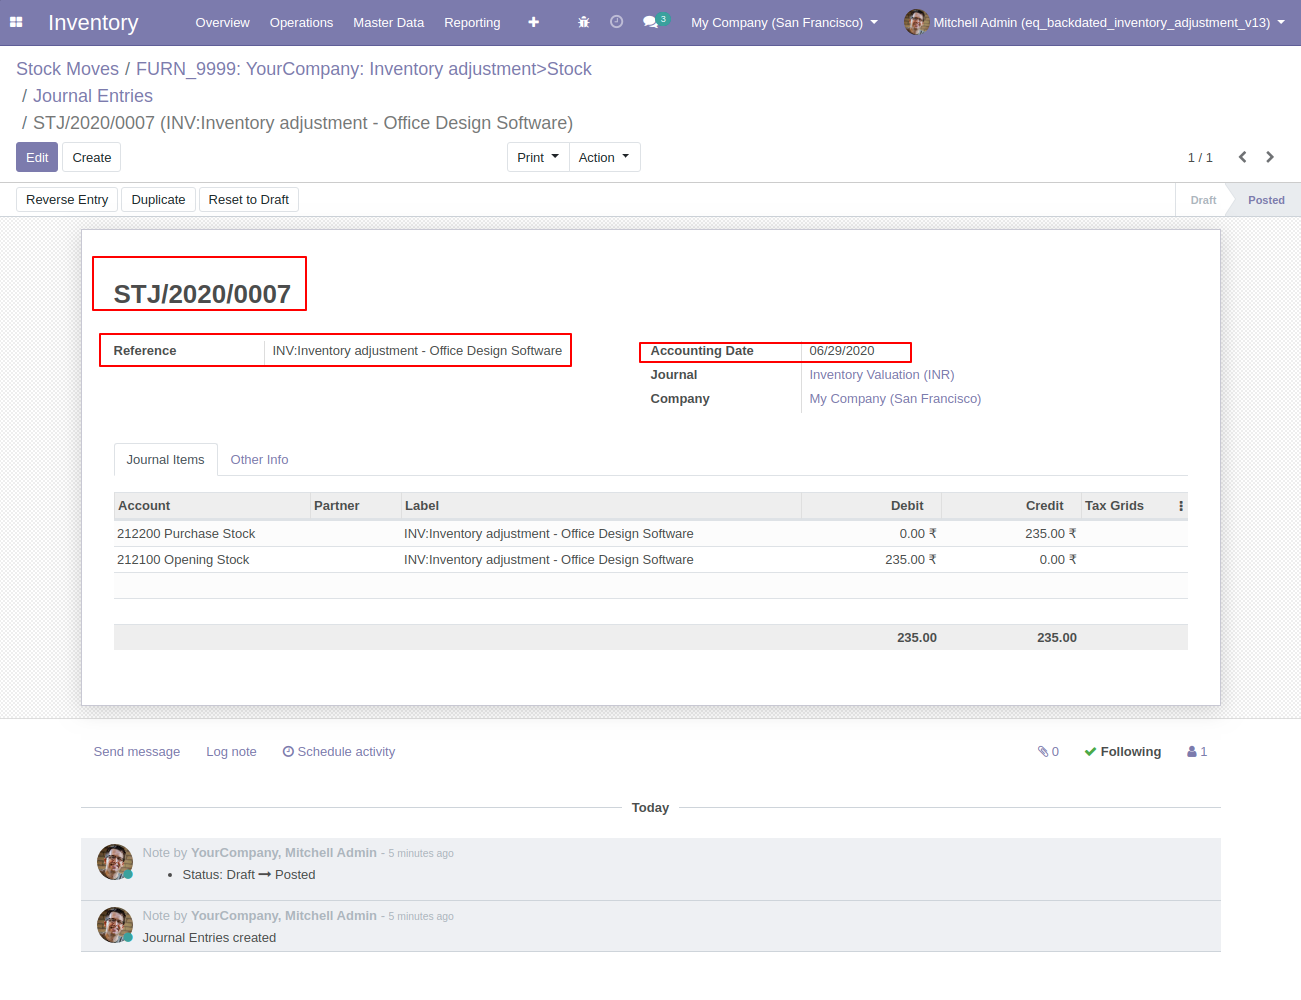 Inventory Overview Operations Master Data Reporting 3 My Company (San Francisco) Mitchell Admin (eq_backdated_inventory_adjustment_v13)
Stock Moves / FURN_9999: YourCompany: Inventory adjustment>Stock
/ Journal Entries
/ STJ/2020/0007 (INV:Inventory adjustment - Office Design Software)
Edit Create Print Action 1 / 1
Reverse Entry Duplicate Reset to Draft Draft Posted
STJ/2020/0007
Reference INV:Inventory adjustment - Office Design Software Accounting Date 06/29/2020
Journal Inventory Valuation (INR)
Company My Company (San Francisco)
Journal Items Other Info
Account Partner Label Debit Credit Tax Grids
212200 Purchase Stock INV:Inventory adjustment - Office Design Software 0.00 ₹ 235.00 ₹
212100 Opening Stock INV:Inventory adjustment - Office Design Software 235.00 ₹ 0.00 ₹
235.00 235.00
Send message Log note Schedule activity 0 Following 1
Today
Note by YourCompany, Mitchell Admin - 5 minutes ago
• Status: Draft → Posted
Note by YourCompany, Mitchell Admin - 5 minutes ago
Journal Entries created